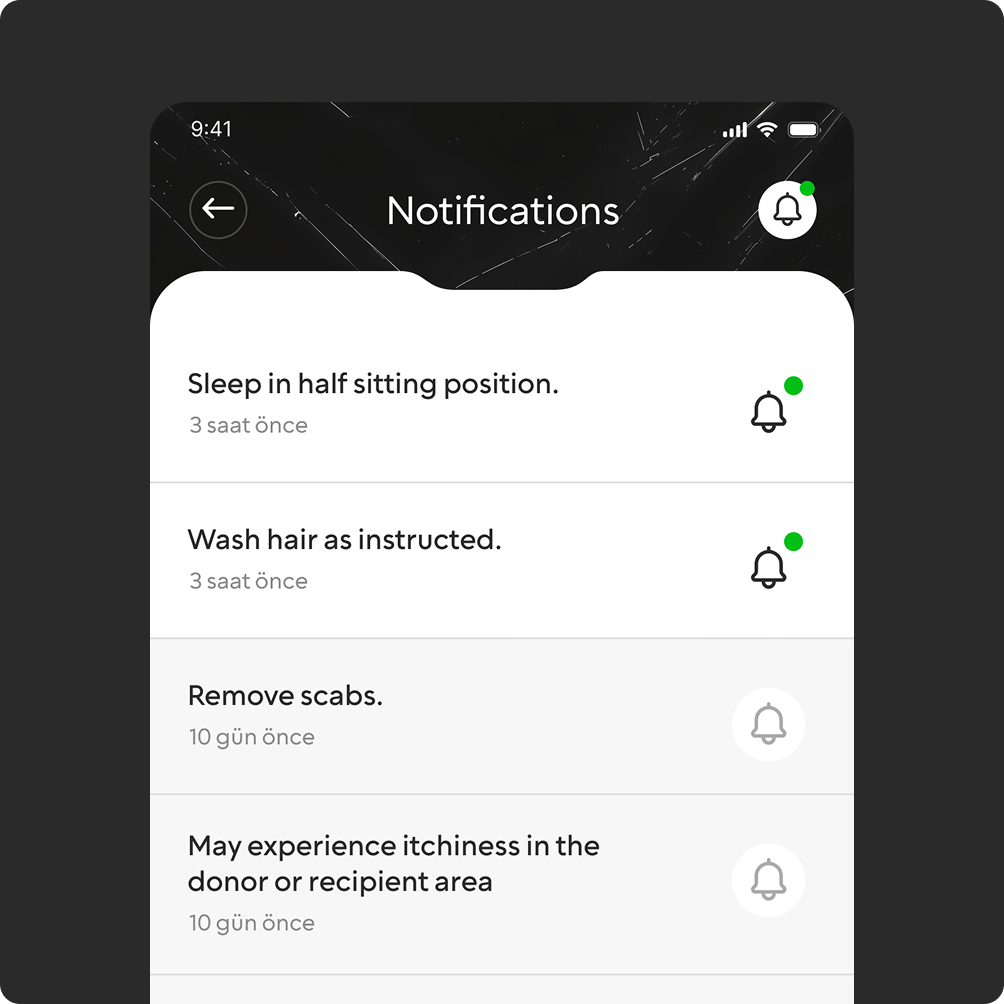 9:41
Notifications
Sleep in half sitting position.
3 saat önce
Wash hair as instructed.
3 saat önce
Remove scabs.
10 gün önce
May experience itchiness in the
donor or recipient area
10 gün önce